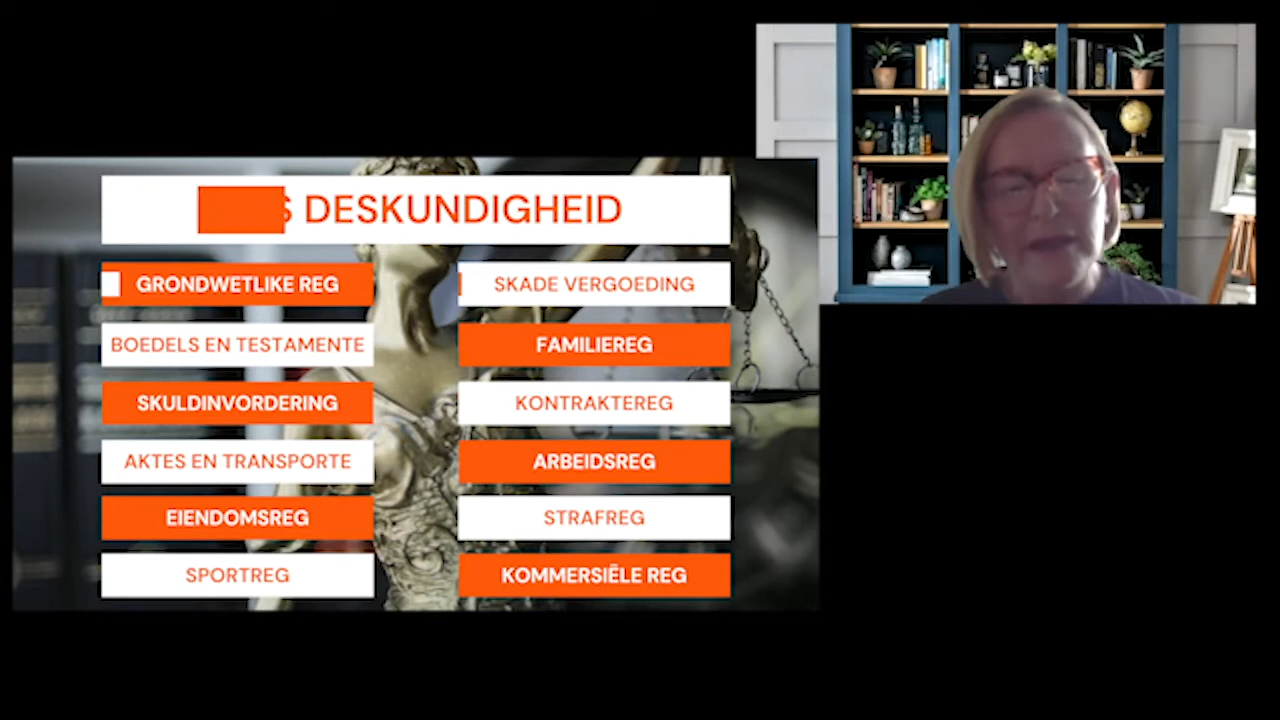 DESKUNDIGHEID
GRONDWETLIKE REG
SKADE VERGOEDING
BOEDELS EN TESTAMENTE
FAMILIEREG
SKULDINVORDERING
KONTRAKTEREG
AKTES EN TRANSPORTE
ARBEIDSREG
EIENDOMSREG
STRAFREG
SPORTREG
KOMMERSIËLE REG